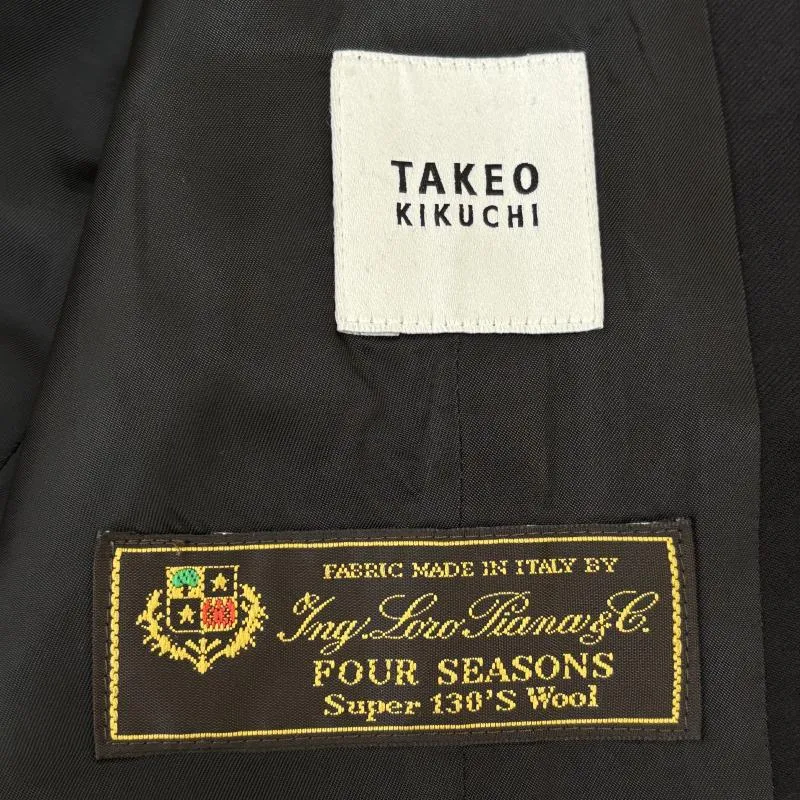 TAKEO
KIKUCHI
FABRIC MADE IN ITALY BY
Ing. Loro Piana & C.
FOUR SEASONS
Super 130'S Wool